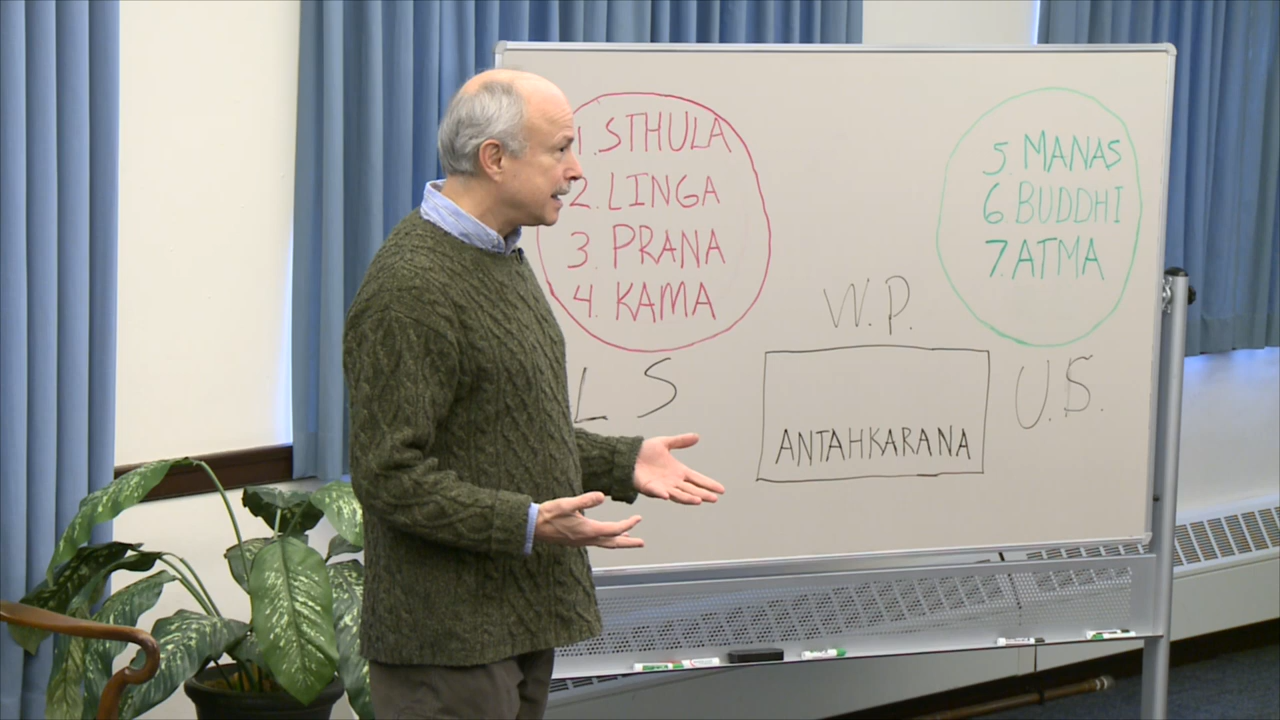 1. STHULA
2. LINGA
3. PRANA
4. KAMA
L S
5. MANAS
6 BUDDHI
7. ATMA
W.P.
ANTAHKARANA
U.S.